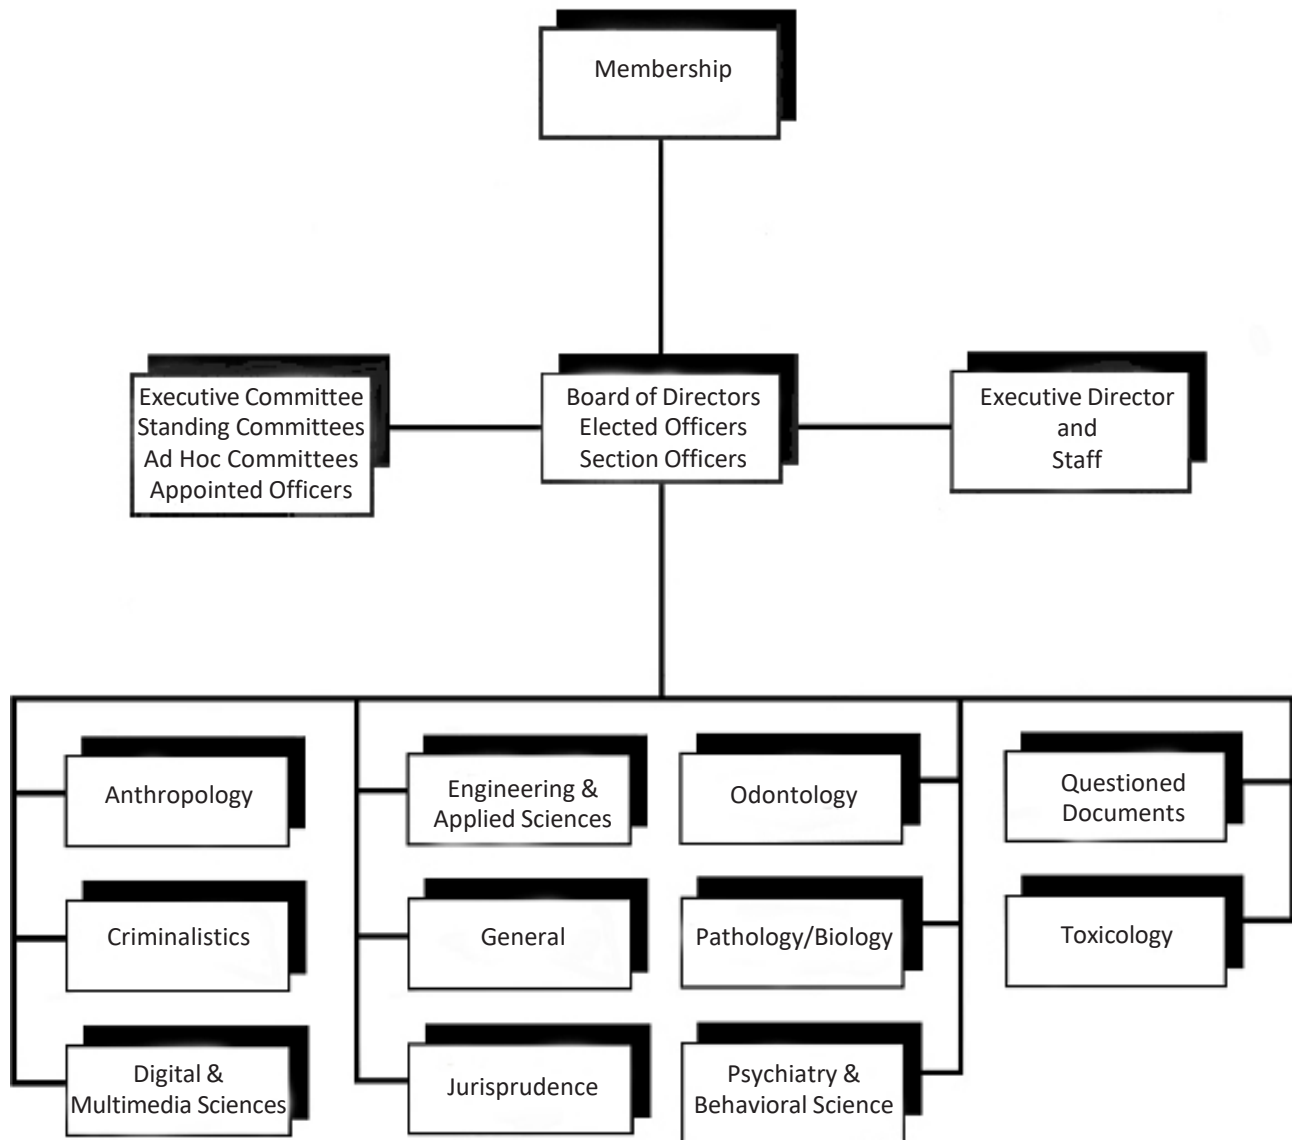 Membership
Executive Committee
Standing Committees
Ad Hoc Committees
Appointed Officers
Board of Directors
Elected Officers
Section Officers
Executive Director
and
Staff
Anthropology
Engineering &
Applied Sciences
Odontology
Questioned
Documents
Criminalistics
General
Pathology/Biology
Toxicology
Digital &
Multimedia Sciences
Jurisprudence
Psychiatry &
Behavioral Science